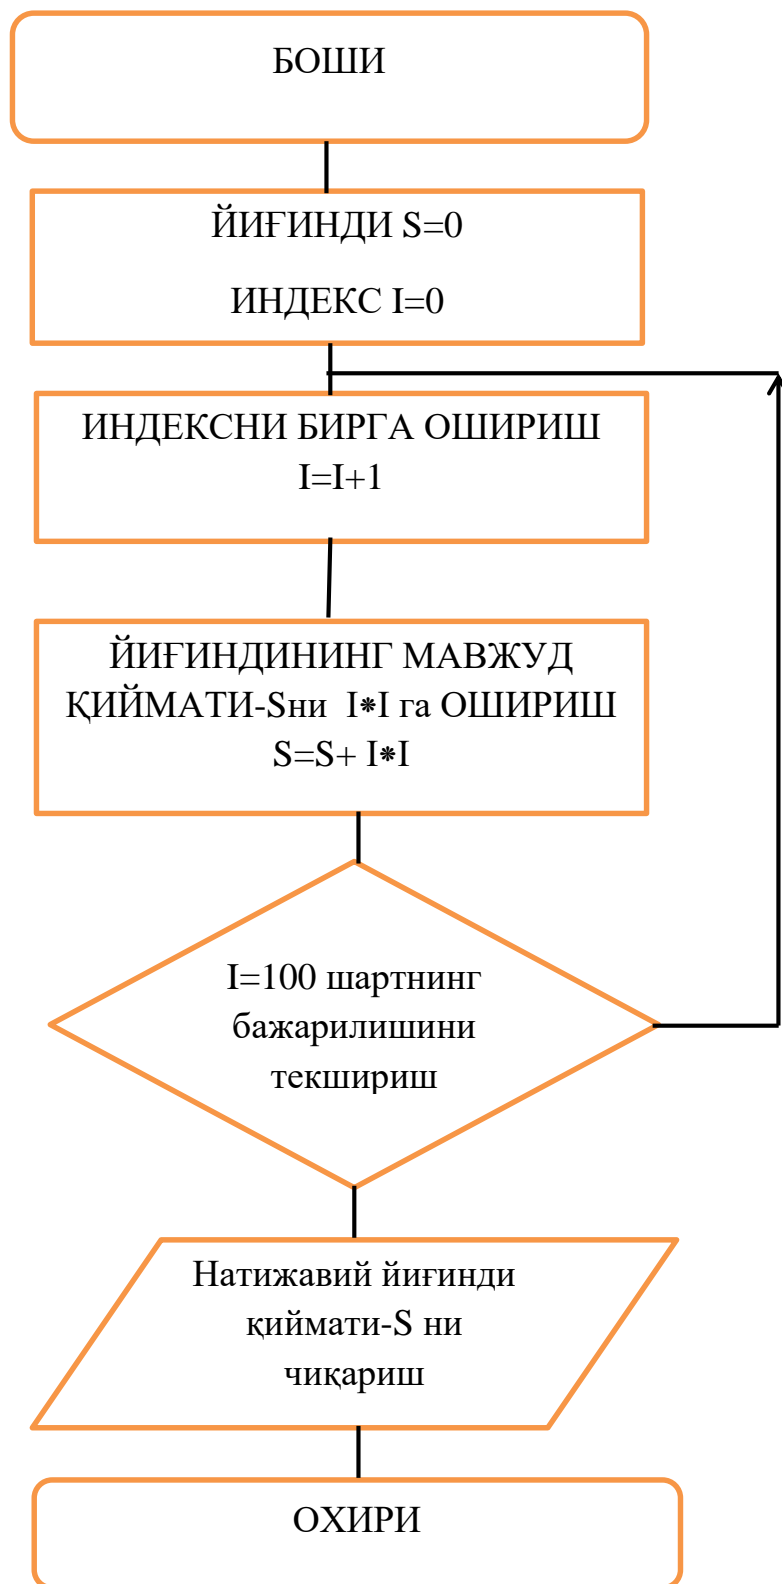 БОШИ
ЙИҒИНДИ S=0
ИНДЕКС I=0
ИНДЕКСНИ БИРГА ОШИРИШ
I=I+1
ЙИҒИНДИНИНГ МАВЖУД
ҚИЙМАТИ-Sни I*I га ОШИРИШ
S=S+ I*I
I=100 шартнинг
бажарилишини
текшириш
Натижавий йиғинди
қиймати-S ни
чиқариш
ОХИРИ